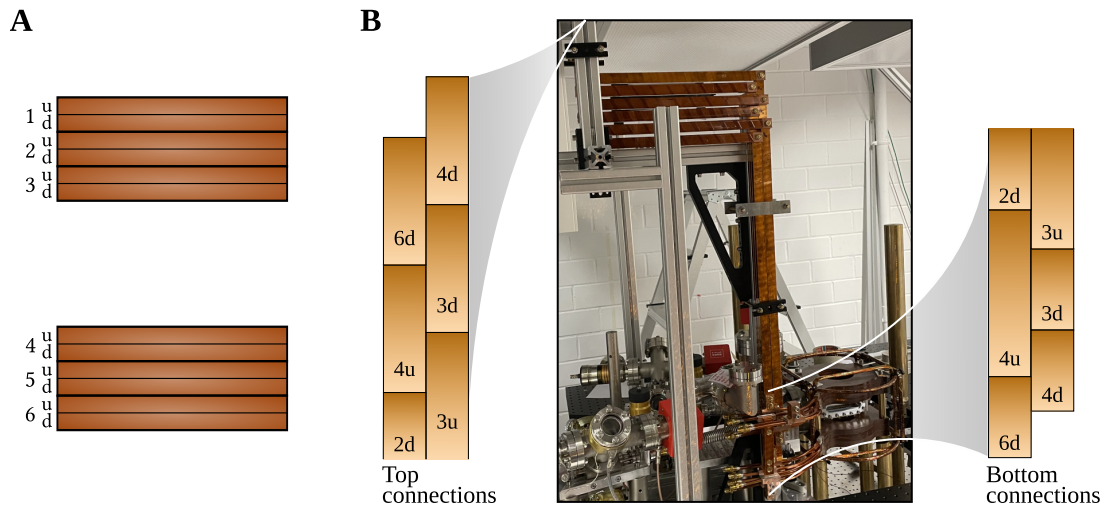 A
B
1 u
d
2 u
d
3 u
d
4 u
d
5 u
d
6 u
d
4d
6d
3d
4u
3u
2d
Top
connections
2d
3u
3d
4u
4d
6d
Bottom
connections